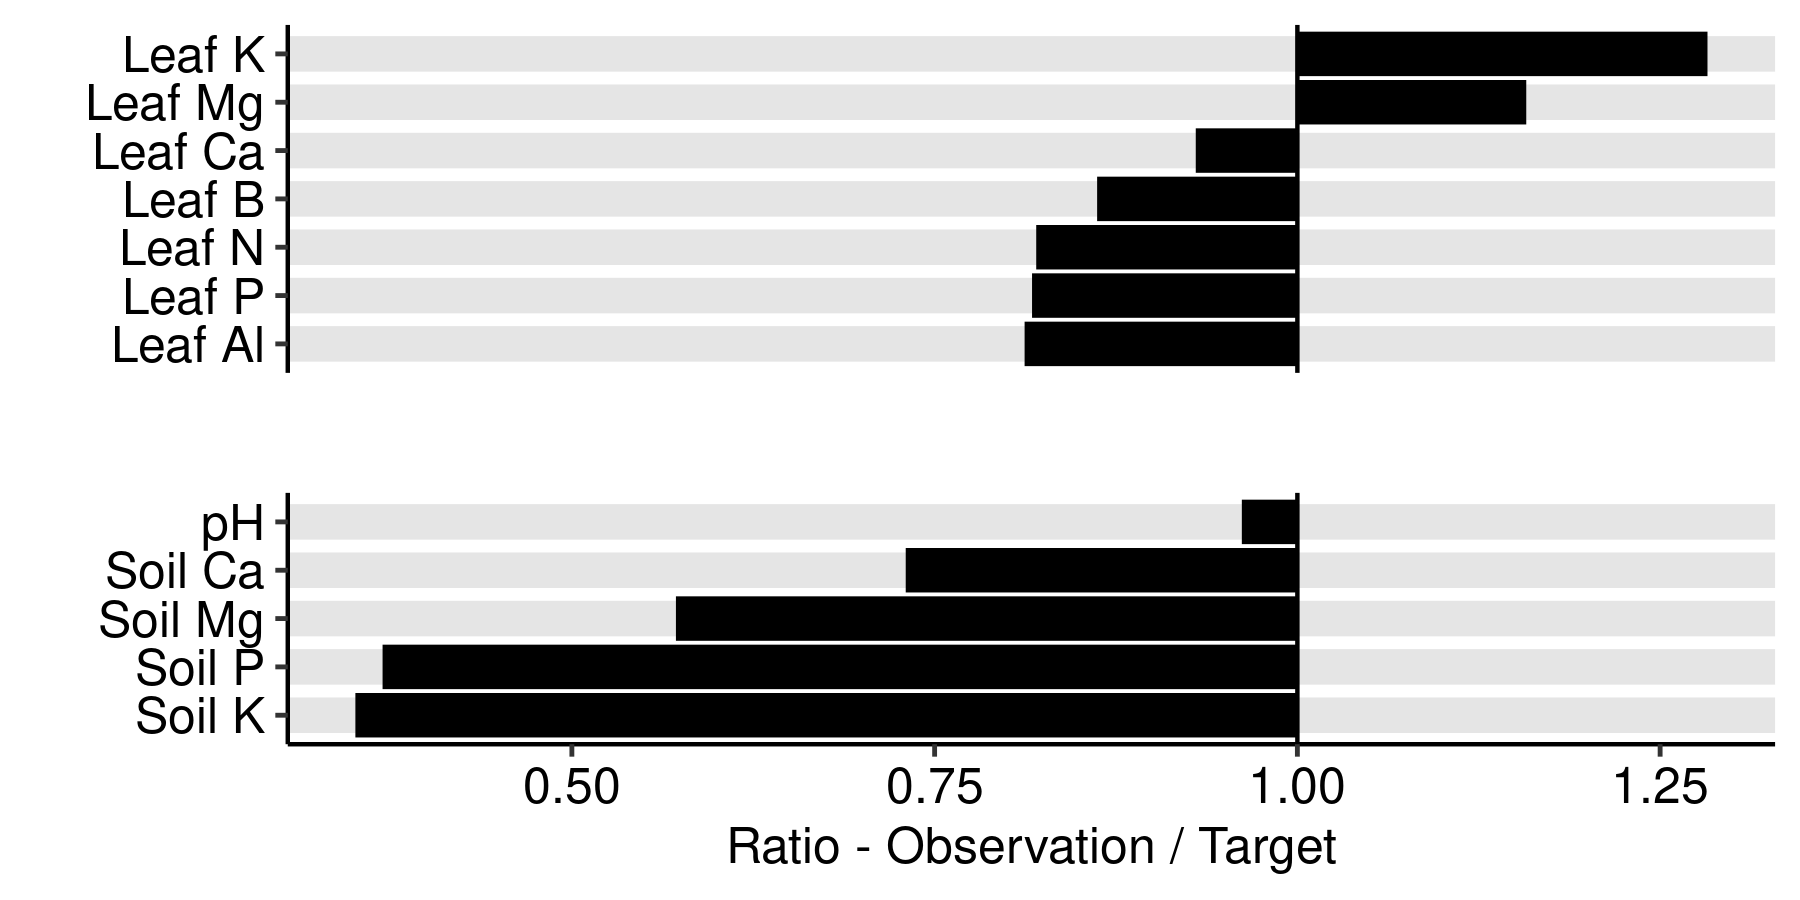 Leaf K
Leaf Mg
Leaf Ca
Leaf B
Leaf N
Leaf P
Leaf Al
pH
Soil Ca
Soil Mg
Soil P
Soil K
0.50 0.75 1.00 1.25
Ratio - Observation / Target